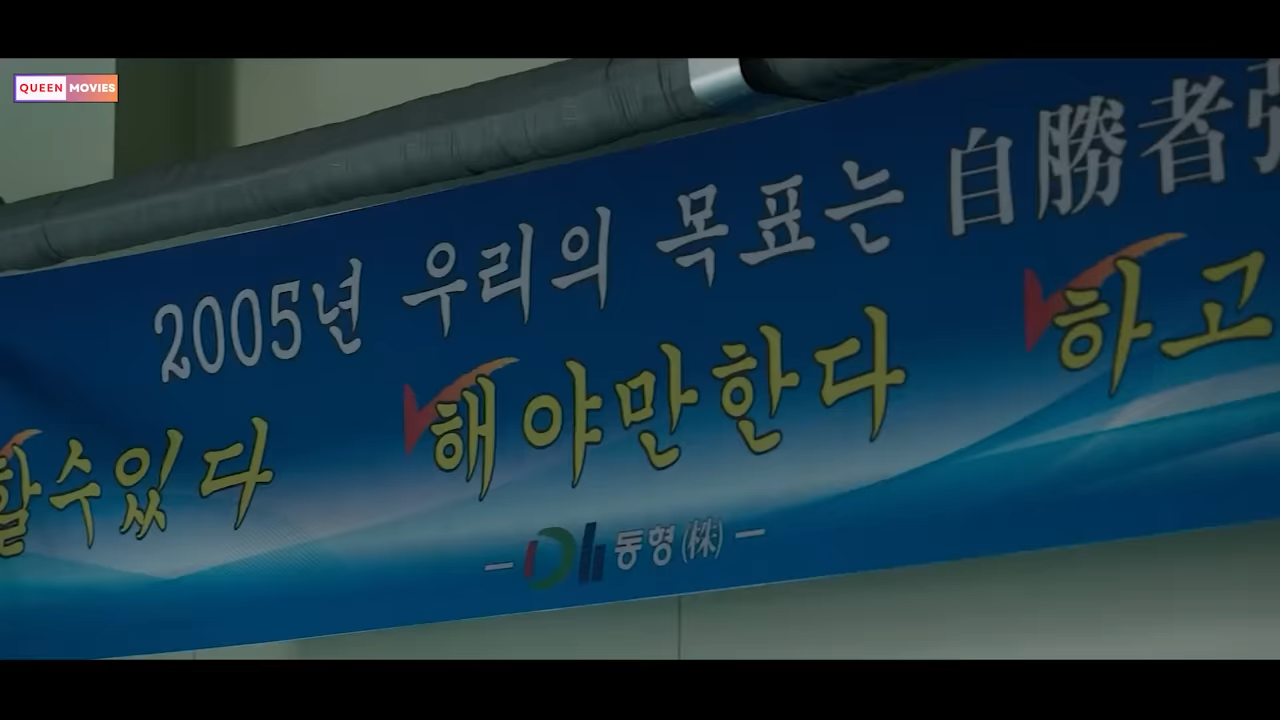 QUEEN MOVIES
2005년 우리의 목표는 自勝者强
할수있다 해야만한다 하고
동형(株)